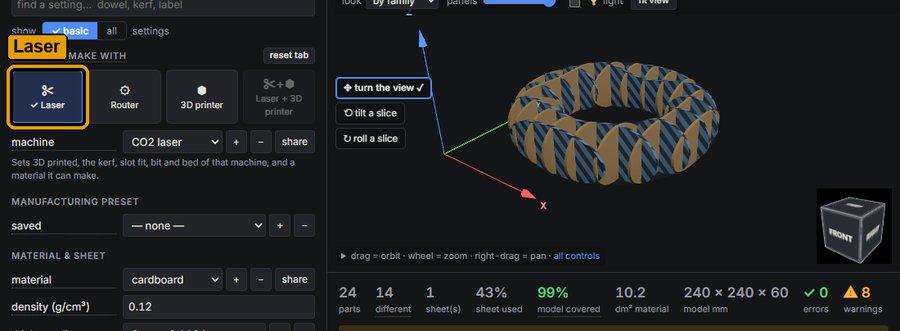 find a setting... dowel, kerf, label
look by family panels light fit view
show ✓ basic all settings
Laser
MAKE WITH reset tab
✓ Laser
Router
3D printer
Laser + 3D printer
machine CO2 laser + − share
Sets 3D printed, the kerf, slot fit, bit and bed of that machine, and a
material it can make.
MANUFACTURING PRESET
saved — none — + −
MATERIAL & SHEET
material cardboard + − share
density (g/cm³) 0.12
Z
✥ turn the view ✓
tilt a slice
roll a slice
Y
X
FRONT
▶ drag = orbit · wheel = zoom · right-drag = pan · all controls
24 14 1 43% 99% 10.2 240 × 240 × 60 ✓ 0 ⚠ 8
parts different sheet(s) sheet used model covered dm² material model mm errors warnings